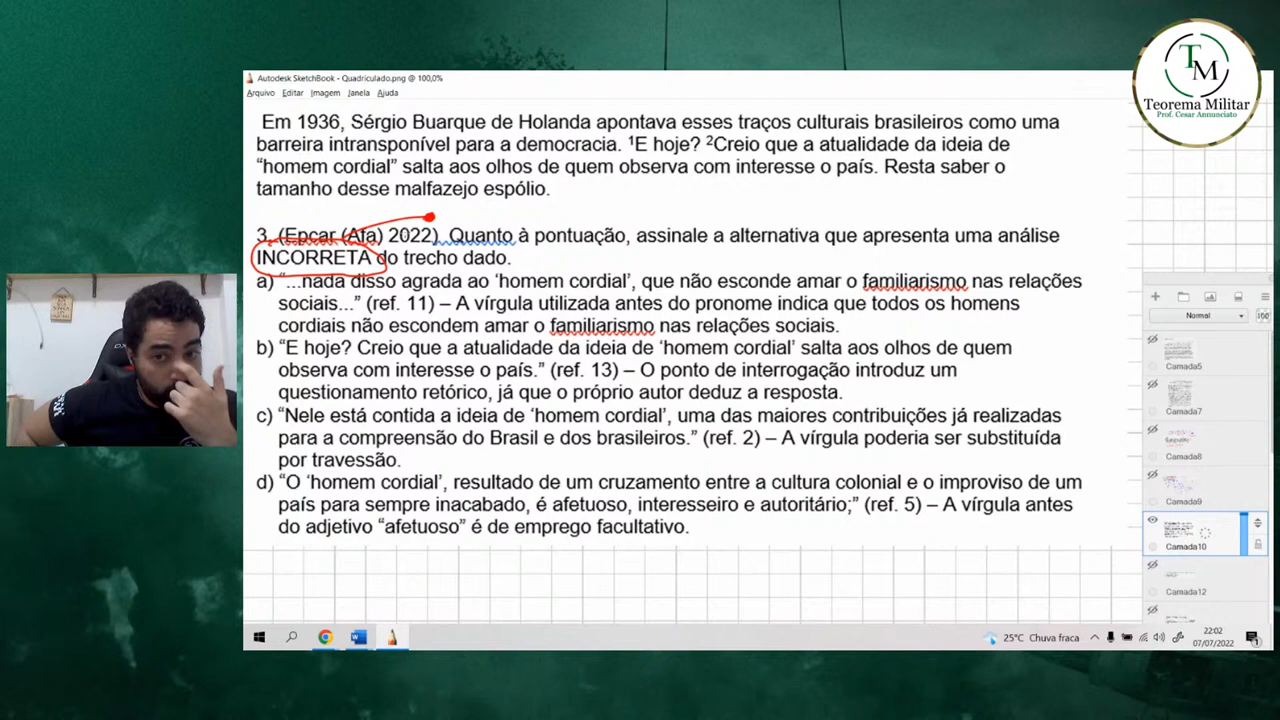 Autodesk SketchBook - Quadriculado.png @ 100,0%
Arquivo Editar Imagem Janela Ajuda
TM
Teorema Militar
Prof. Cesar Annunciato
Em 1936, Sérgio Buarque de Holanda apontava esses traços culturais brasileiros como uma
barreira intransponível para a democracia. ¹E hoje? ²Creio que a atualidade da ideia de
“homem cordial” salta aos olhos de quem observa com interesse o país. Resta saber o
tamanho desse malfazejo espólio.
3. (Epcar (Afa) 2022). Quanto à pontuação, assinale a alternativa que apresenta uma análise
INCORRETA do trecho dado.
a) “...nada disso agrada ao ‘homem cordial’, que não esconde amar o familiarismo nas relações
sociais...” (ref. 11) – A vírgula utilizada antes do pronome indica que todos os homens
cordiais não escondem amar o familiarismo nas relações sociais.
b) “E hoje? Creio que a atualidade da ideia de ‘homem cordial’ salta aos olhos de quem
observa com interesse o país.” (ref. 13) – O ponto de interrogação introduz um
questionamento retórico, já que o próprio autor deduz a resposta.
c) “Nele está contida a ideia de ‘homem cordial’, uma das maiores contribuições já realizadas
para a compreensão do Brasil e dos brasileiros.” (ref. 2) – A vírgula poderia ser substituída
por travessão.
d) “O ‘homem cordial’, resultado de um cruzamento entre a cultura colonial e o improviso de um
país para sempre inacabado, é afetuoso, interesseiro e autoritário;” (ref. 5) – A vírgula antes
do adjetivo “afetuoso” é de emprego facultativo.
Normal
100
Camada5
Camada7
Camada8
Camada9
Camada10
Camada12
25°C Chuva fraca
22:02
07/07/2022